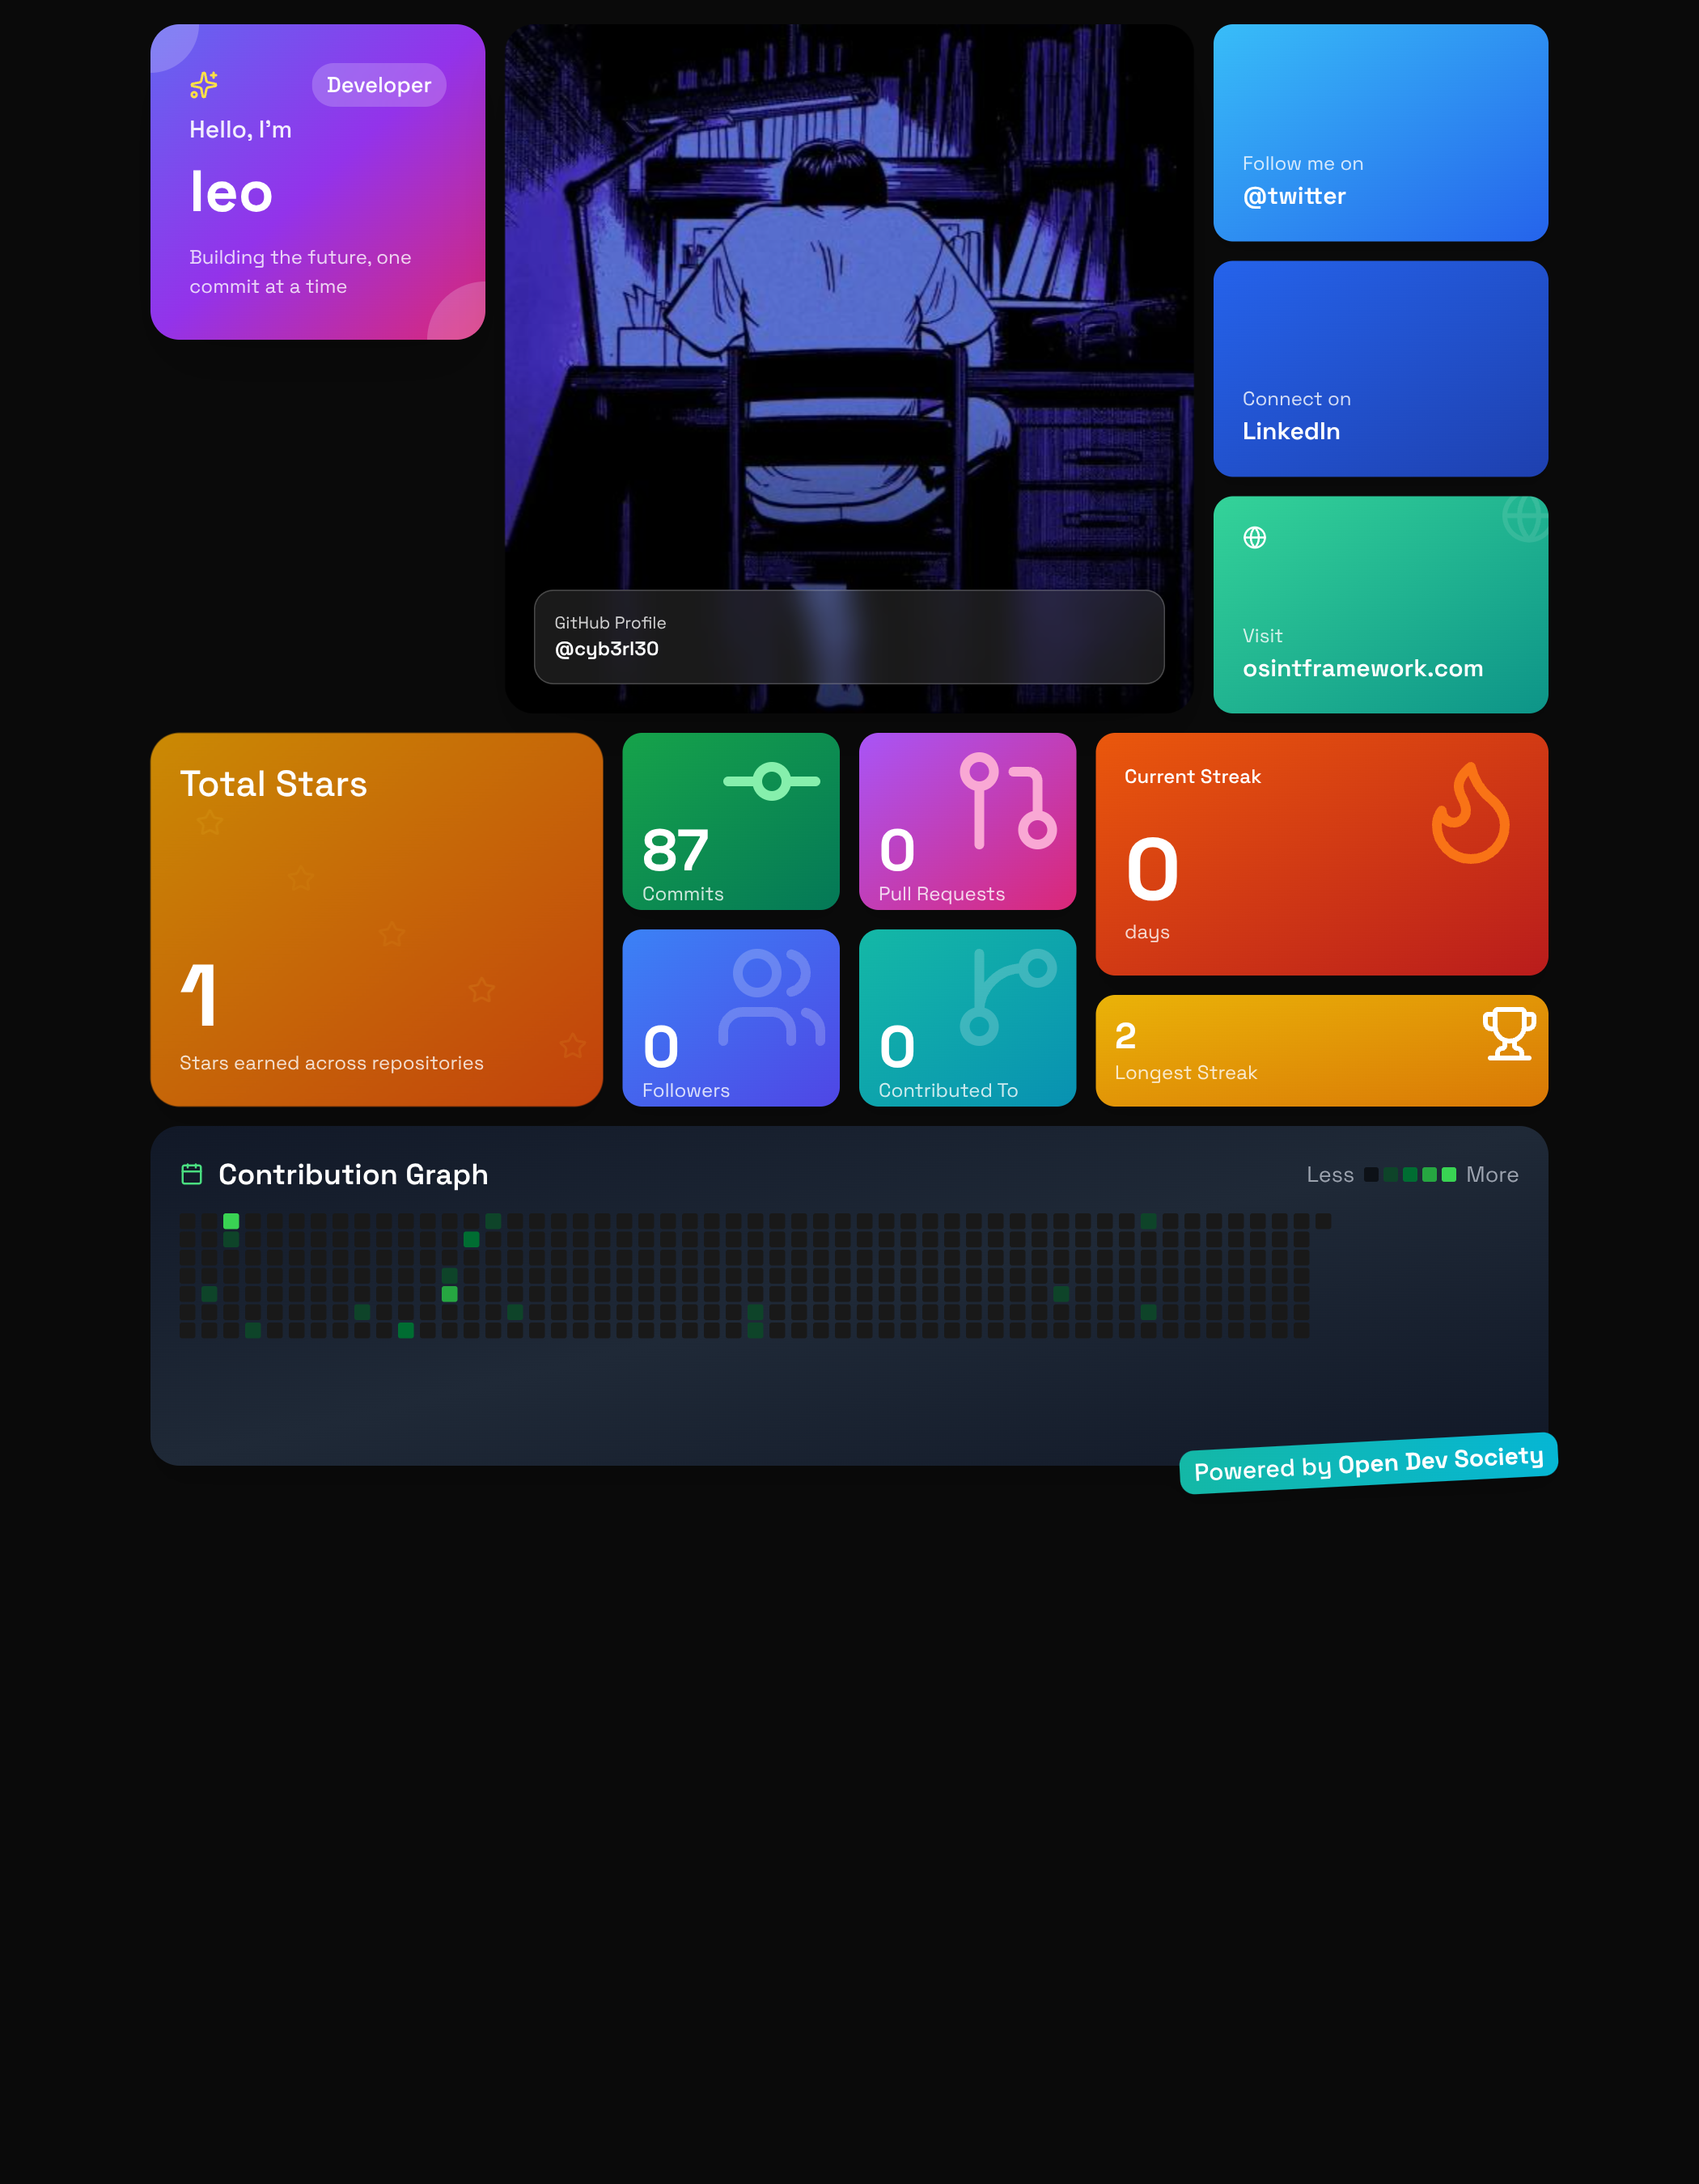 Developer
Hello, I'm
leo
Building the future, one
commit at a time
GitHub Profile
@cyb3rl30
Follow me on
@twitter
Connect on
LinkedIn
Visit
osintframework.com
Total Stars
1
Stars earned across repositories
87
Commits
0
Pull Requests
0
Followers
0
Contributed To
Current Streak
0
days
2
Longest Streak
Contribution Graph
Less More
Powered by Open Dev Society